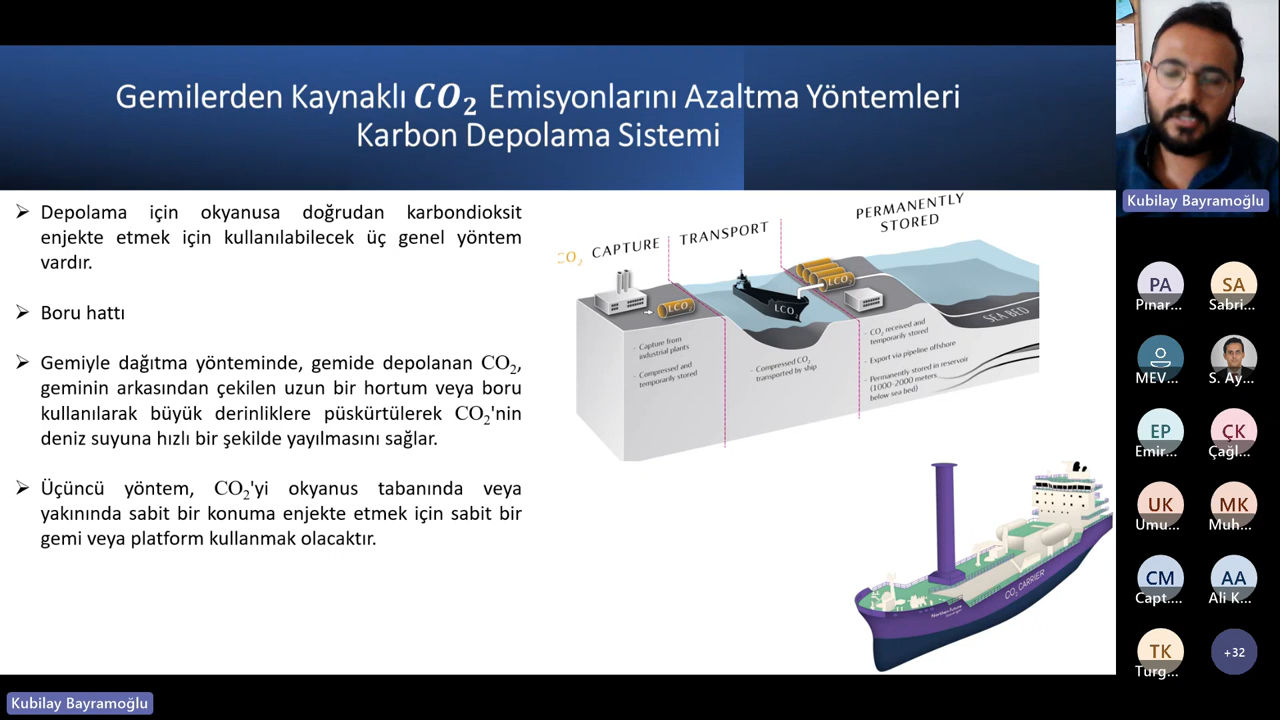 Gemilerden Kaynaklı CO₂ Emisyonlarını Azaltma Yöntemleri
Karbon Depolama Sistemi
➢ Depolama için okyanusa doğrudan karbondioksit
enjekte etmek için kullanılabilecek üç genel yöntem
vardır.
➢ Boru hattı
➢ Gemiyle dağıtma yönteminde, gemide depolanan CO₂,
geminin arkasından çekilen uzun bir hortum veya boru
kullanılarak büyük derinliklere püskürtülerek CO₂'nin
deniz suyuna hızlı bir şekilde yayılmasını sağlar.
➢ Üçüncü yöntem, CO₂'yi okyanus tabanında veya
yakınında sabit bir konuma enjekte etmek için sabit bir
gemi veya platform kullanmak olacaktır.
CO₂ CAPTURE
TRANSPORT
PERMANENTLY
STORED
LCO₂
LCO₂
LCO₂
SEA BED
- Capture from
industrial plants
- Compressed and
temporarily stored
- Compressed CO₂
transported by ship
- CO₂ received and
temporarily stored
- Export via pipeline offshore
- Permanently stored in reservoir
(1000-2000 meters
below sea bed)
CO₂ CARRIER
Kubilay Bayramoğlu
PA
Pınar...
SA
Sabri...
MEV...
S. Ay...
EP
Emir...
ÇK
Çağl...
UK
Umu...
MK
Muh...
CM
Capt....
AA
Ali K...
TK
Turg...
+32
Kubilay Bayramoğlu